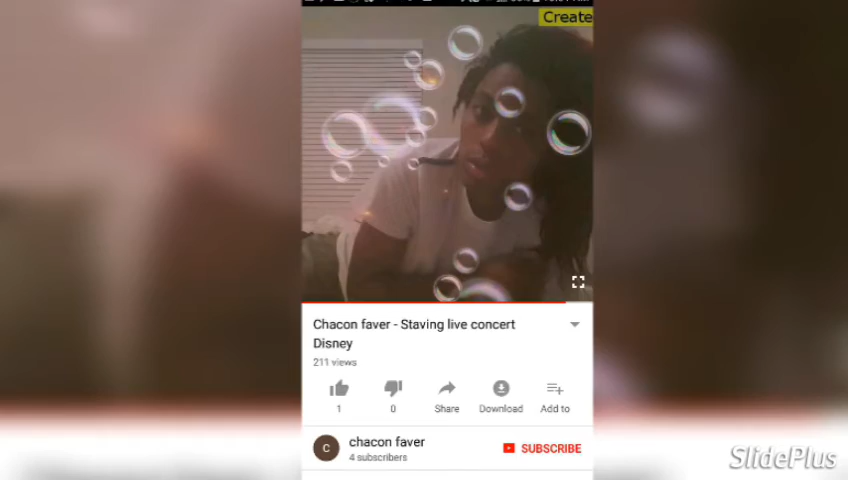 Create
Chacon faver - Staving live concert
Disney
211 views
1
0
Share
Download
Add to
C
chacon faver
SUBSCRIBE
4 subscribers
SlidePlus